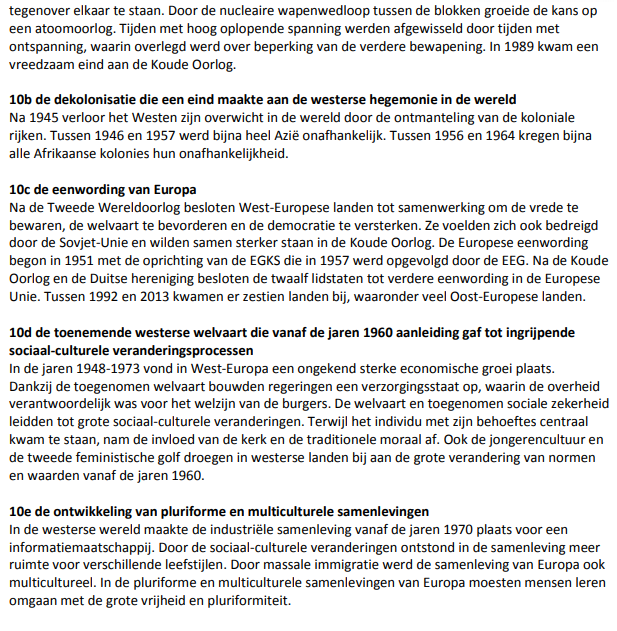 tegenover elkaar te staan. Door de nucleaire wapenwedloop tussen de blokken groeide de kans op
een atoomoorlog. Tijden met hoog oplopende spanning werden afgewisseld door tijden met
ontspanning, waarin overlegd werd over beperking van de verdere bewapening. In 1989 kwam een
vreedzaam eind aan de Koude Oorlog.
10b de dekolonisatie die een eind maakte aan de westerse hegemonie in de wereld
Na 1945 verloor het Westen zijn overwicht in de wereld door de ontmanteling van de koloniale
rijken. Tussen 1946 en 1957 werd bijna heel Azië onafhankelijk. Tussen 1956 en 1964 kregen bijna
alle Afrikaanse kolonies hun onafhankelijkheid.
10c de eenwording van Europa
Na de Tweede Wereldoorlog besloten West-Europese landen tot samenwerking om de vrede te
bewaren, de welvaart te bevorderen en de democratie te versterken. Ze voelden zich ook bedreigd
door de Sovjet-Unie en wilden samen sterker staan in de Koude Oorlog. De Europese eenwording
begon in 1951 met de oprichting van de EGKS die in 1957 werd opgevolgd door de EEG. Na de Koude
Oorlog en de Duitse hereniging besloten de twaalf lidstaten tot verdere eenwording in de Europese
Unie. Tussen 1992 en 2013 kwamen er zestien landen bij, waaronder veel Oost-Europese landen.
10d de toenemende westerse welvaart die vanaf de jaren 1960 aanleiding gaf tot ingrijpende
sociaal-culturele veranderingsprocessen
In de jaren 1948-1973 vond in West-Europa een ongekend sterke economische groei plaats.
Dankzij de toegenomen welvaart bouwden regeringen een verzorgingsstaat op, waarin de overheid
verantwoordelijk was voor het welzijn van de burgers. De welvaart en toegenomen sociale zekerheid
leidden tot grote sociaal-culturele veranderingen. Terwijl het individu met zijn behoeftes centraal
kwam te staan, nam de invloed van de kerk en de traditionele moraal af. Ook de jongerencultuur en
de tweede feministische golf droegen in westerse landen bij aan de grote verandering van normen
en waarden vanaf de jaren 1960.
10e de ontwikkeling van pluriforme en multiculturele samenlevingen
In de westerse wereld maakte de industriële samenleving vanaf de jaren 1970 plaats voor een
informatiemaatschappij. Door de sociaal-culturele veranderingen ontstond in de samenleving meer
ruimte voor verschillende leefstijlen. Door massale immigratie werd de samenleving van Europa ook
multicultureel. In de pluriforme en multiculturele samenlevingen van Europa moesten mensen leren
omgaan met de grote vrijheid en pluriformiteit.